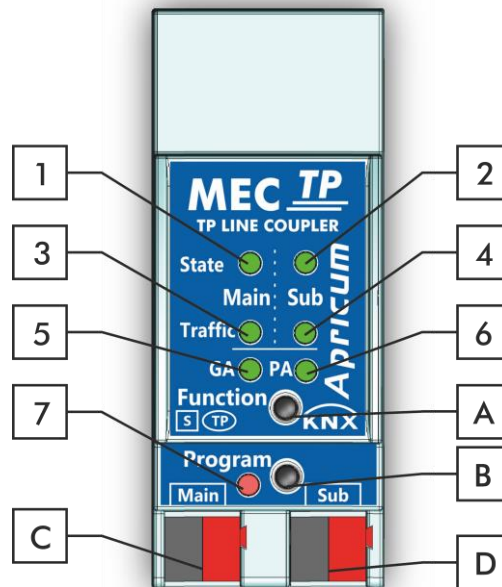 MEC TP
TP LINE COUPLER
1
2
State
Main Sub
3
4
Traffic
5
6
GA PA
Apricum
Function
7
A
S TP
KNX
Program
B
Main
Sub
C
D